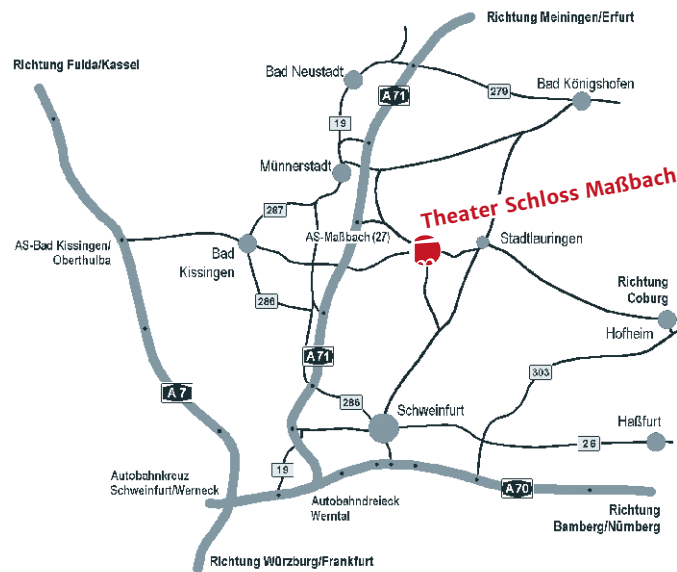 Richtung Meiningen/Erfurt
Richtung Fulda/Kassel
Bad Neustadt
A71
279
Bad Königshofen
19
Münnerstadt
Theater Schloss Maßbach
287
AS-Maßbach (27)
Stadtlauringen
AS-Bad Kissingen/
Oberthulba
Bad
Kissingen
286
Richtung
Coburg
Hofheim
A71
303
A7
286
Schweinfurt
Haßfurt
26
19
Autobahnkreuz
Schweinfurt/Werneck
Autobahndreieck
Werntal
A70
Richtung
Bamberg/Nürnberg
Richtung Würzburg/Frankfurt